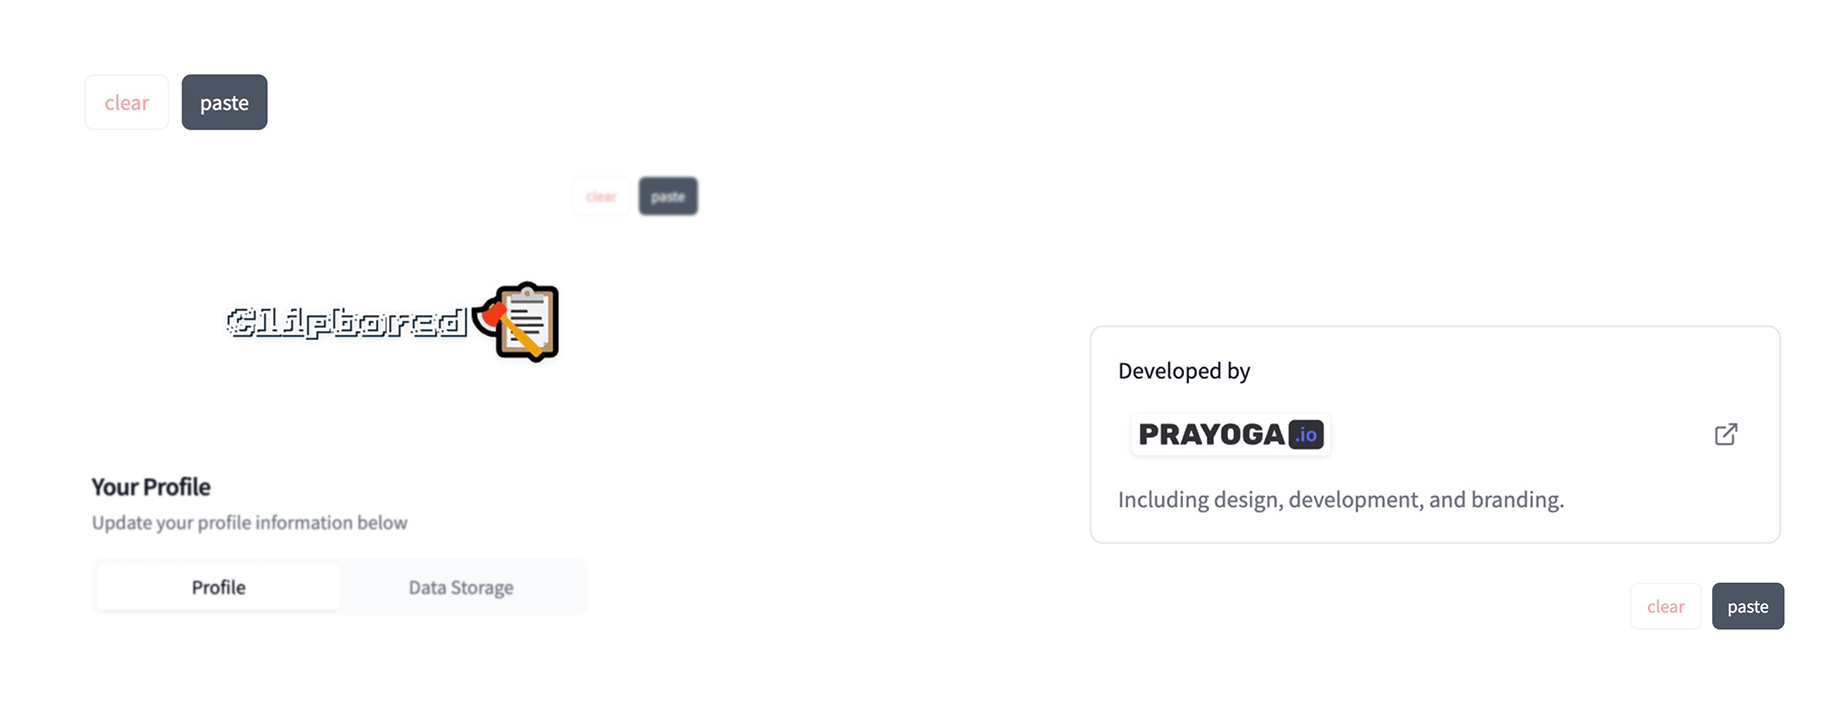 clear paste
clear paste
Clipbored
Your Profile
Update your profile information below
Profile Data Storage
Developed by
PRAYOGA.io
Including design, development, and branding.
clear paste